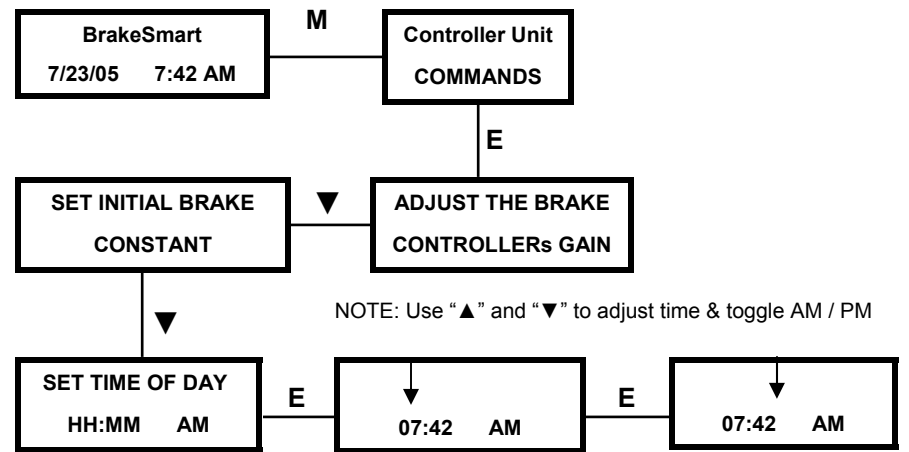 BrakeSmart
7/23/05 7:42 AM
M
Controller Unit
COMMANDS
E
ADJUST THE BRAKE
CONTROLLERs GAIN
▼
SET INITIAL BRAKE
CONSTANT
▼
NOTE: Use “▲” and “▼” to adjust time & toggle AM / PM
SET TIME OF DAY
HH:MM AM
E
07:42 AM
E
07:42 AM